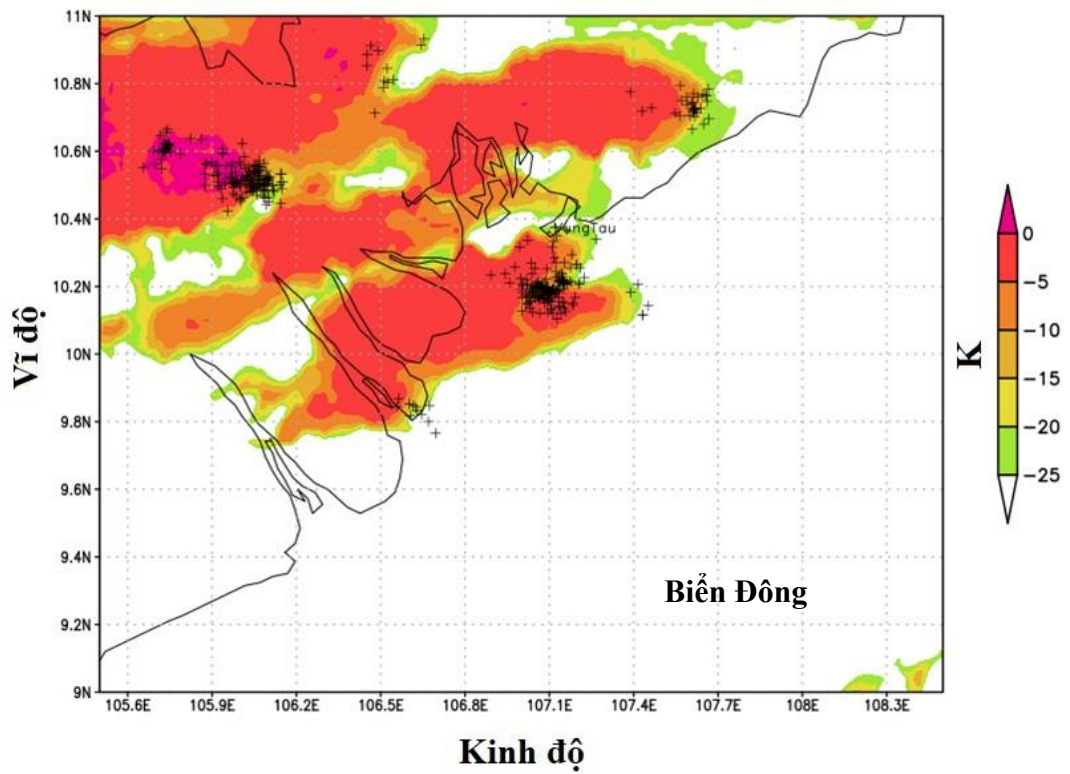 11N
10.8N
10.6N
10.4N
10.2N
10N
9.8N
9.6N
9.4N
9.2N
9N
Vĩ độ
VungTau
Biển Đông
105.6E 105.9E 106.2E 106.5E 106.8E 107.1E 107.4E 107.7E 108E 108.3E
Kinh độ
K
0
−5
−10
−15
−20
−25